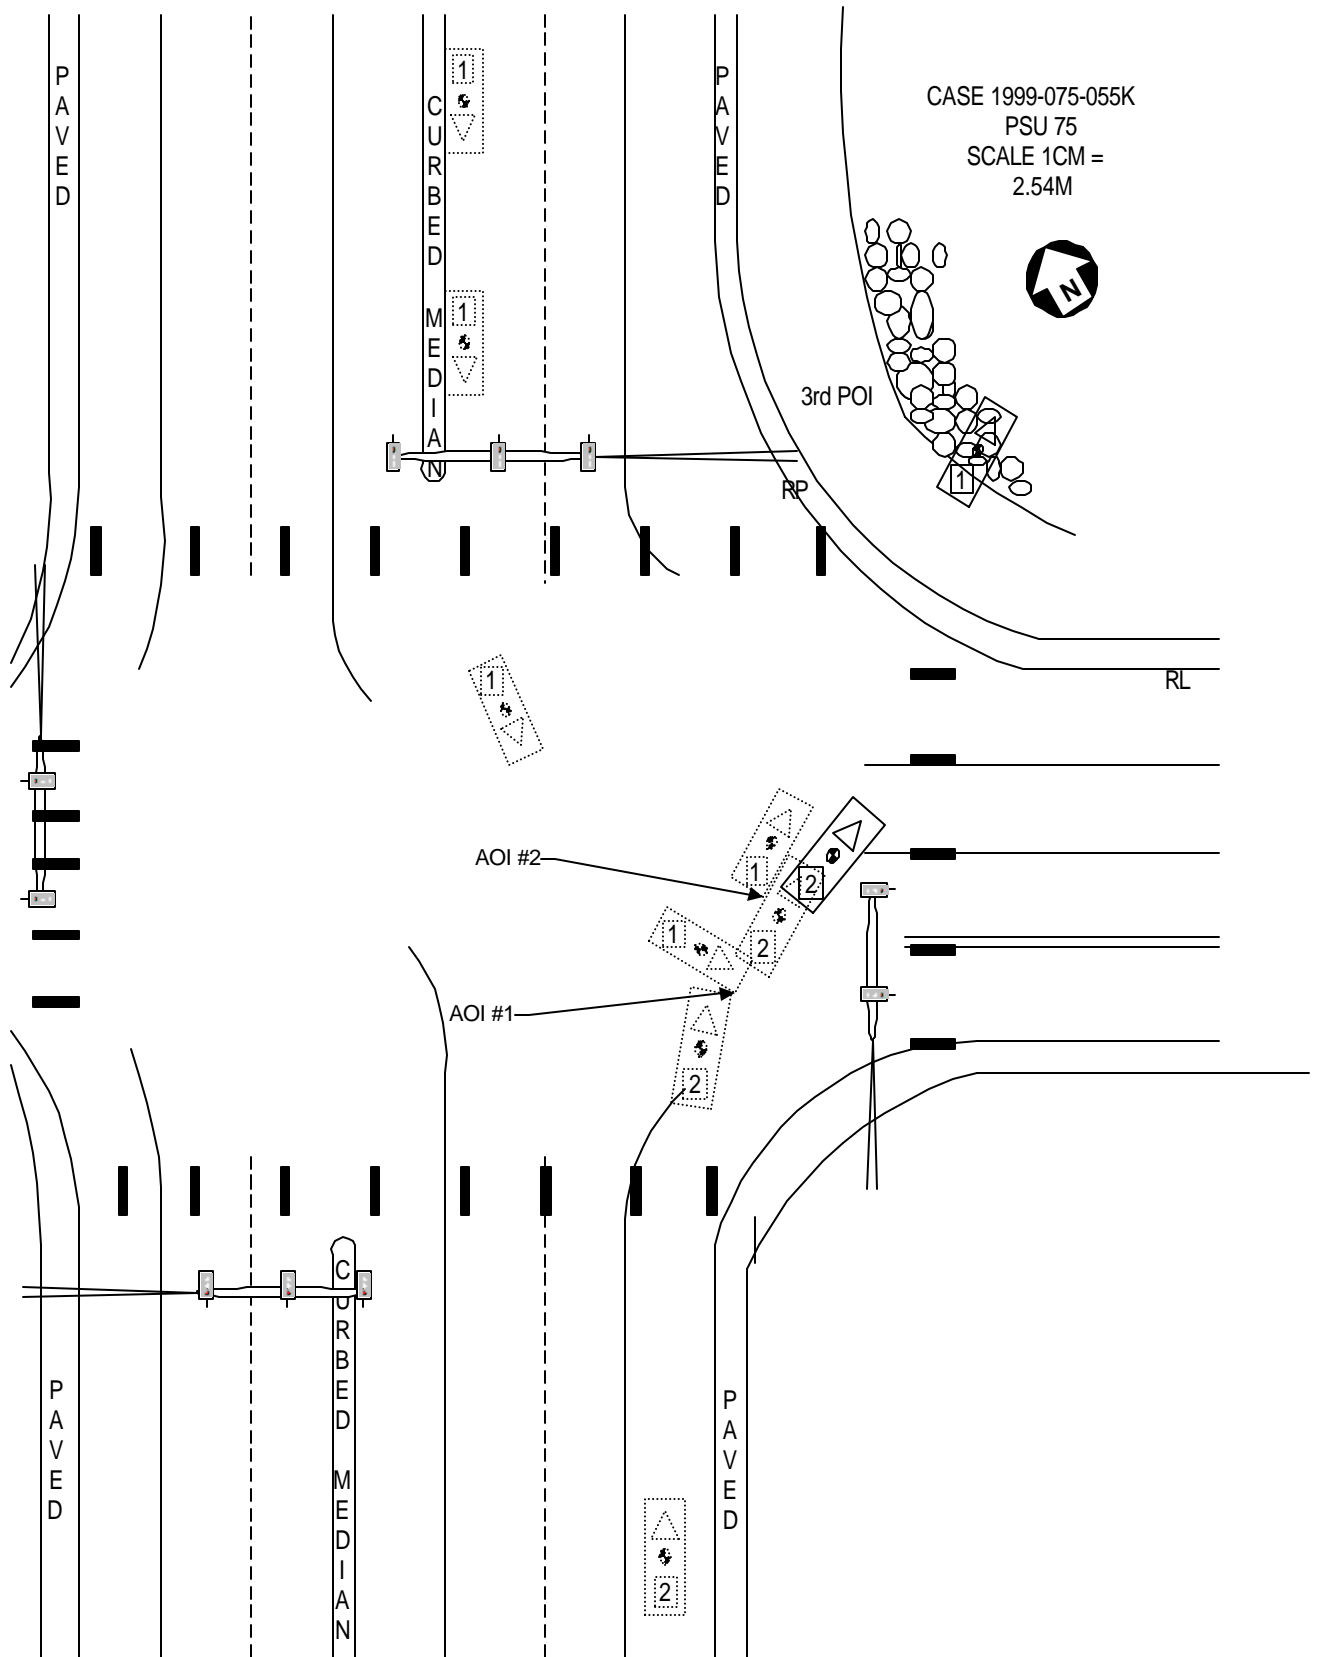 PAVED
CURBED MEDIAN
PAVED
CASE 1999-075-055K
PSU 75
SCALE 1CM =
2.54M
N
1
1
3rd POI
1
RP
1
RL
1
2
AOI #2
1
2
AOI #1
2
CURBED MEDIAN
PAVED
PAVED
2